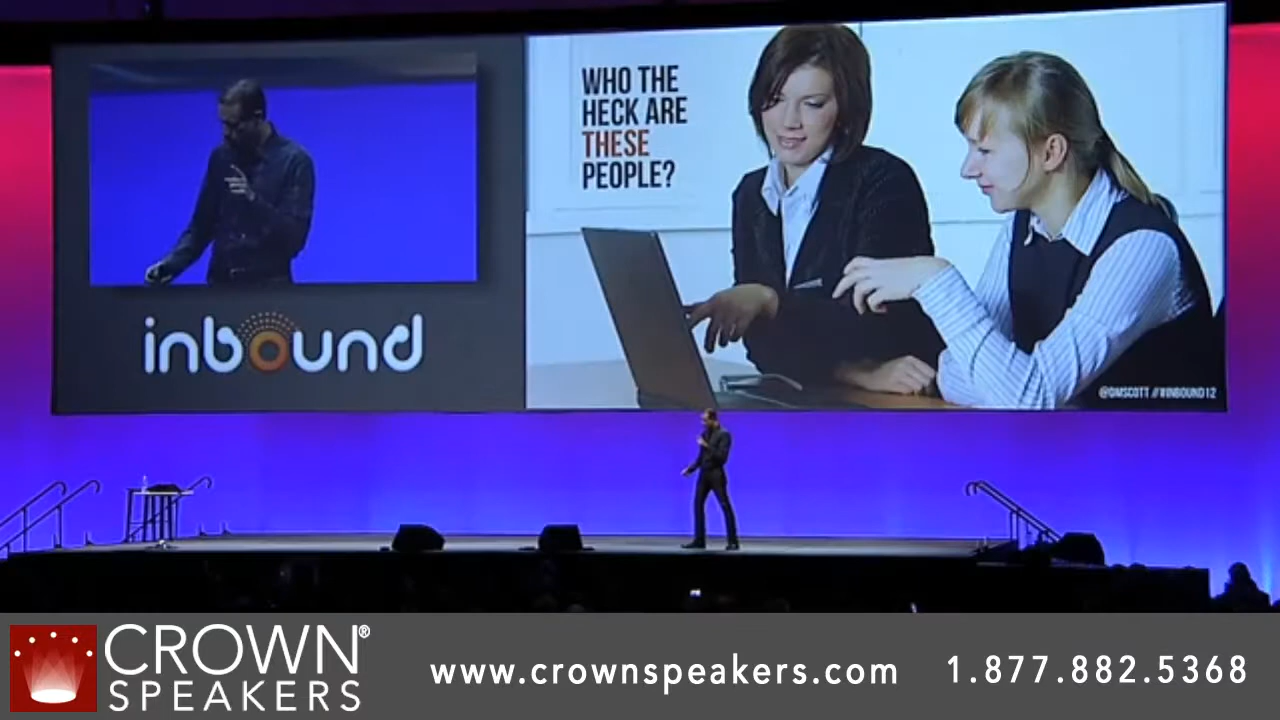 WHO THE
HECK ARE
THESE
PEOPLE?
inbound
@DMSCOTT //#INBOUND12
CROWN®
SPEAKERS
www.crownspeakers.com
1.877.882.5368